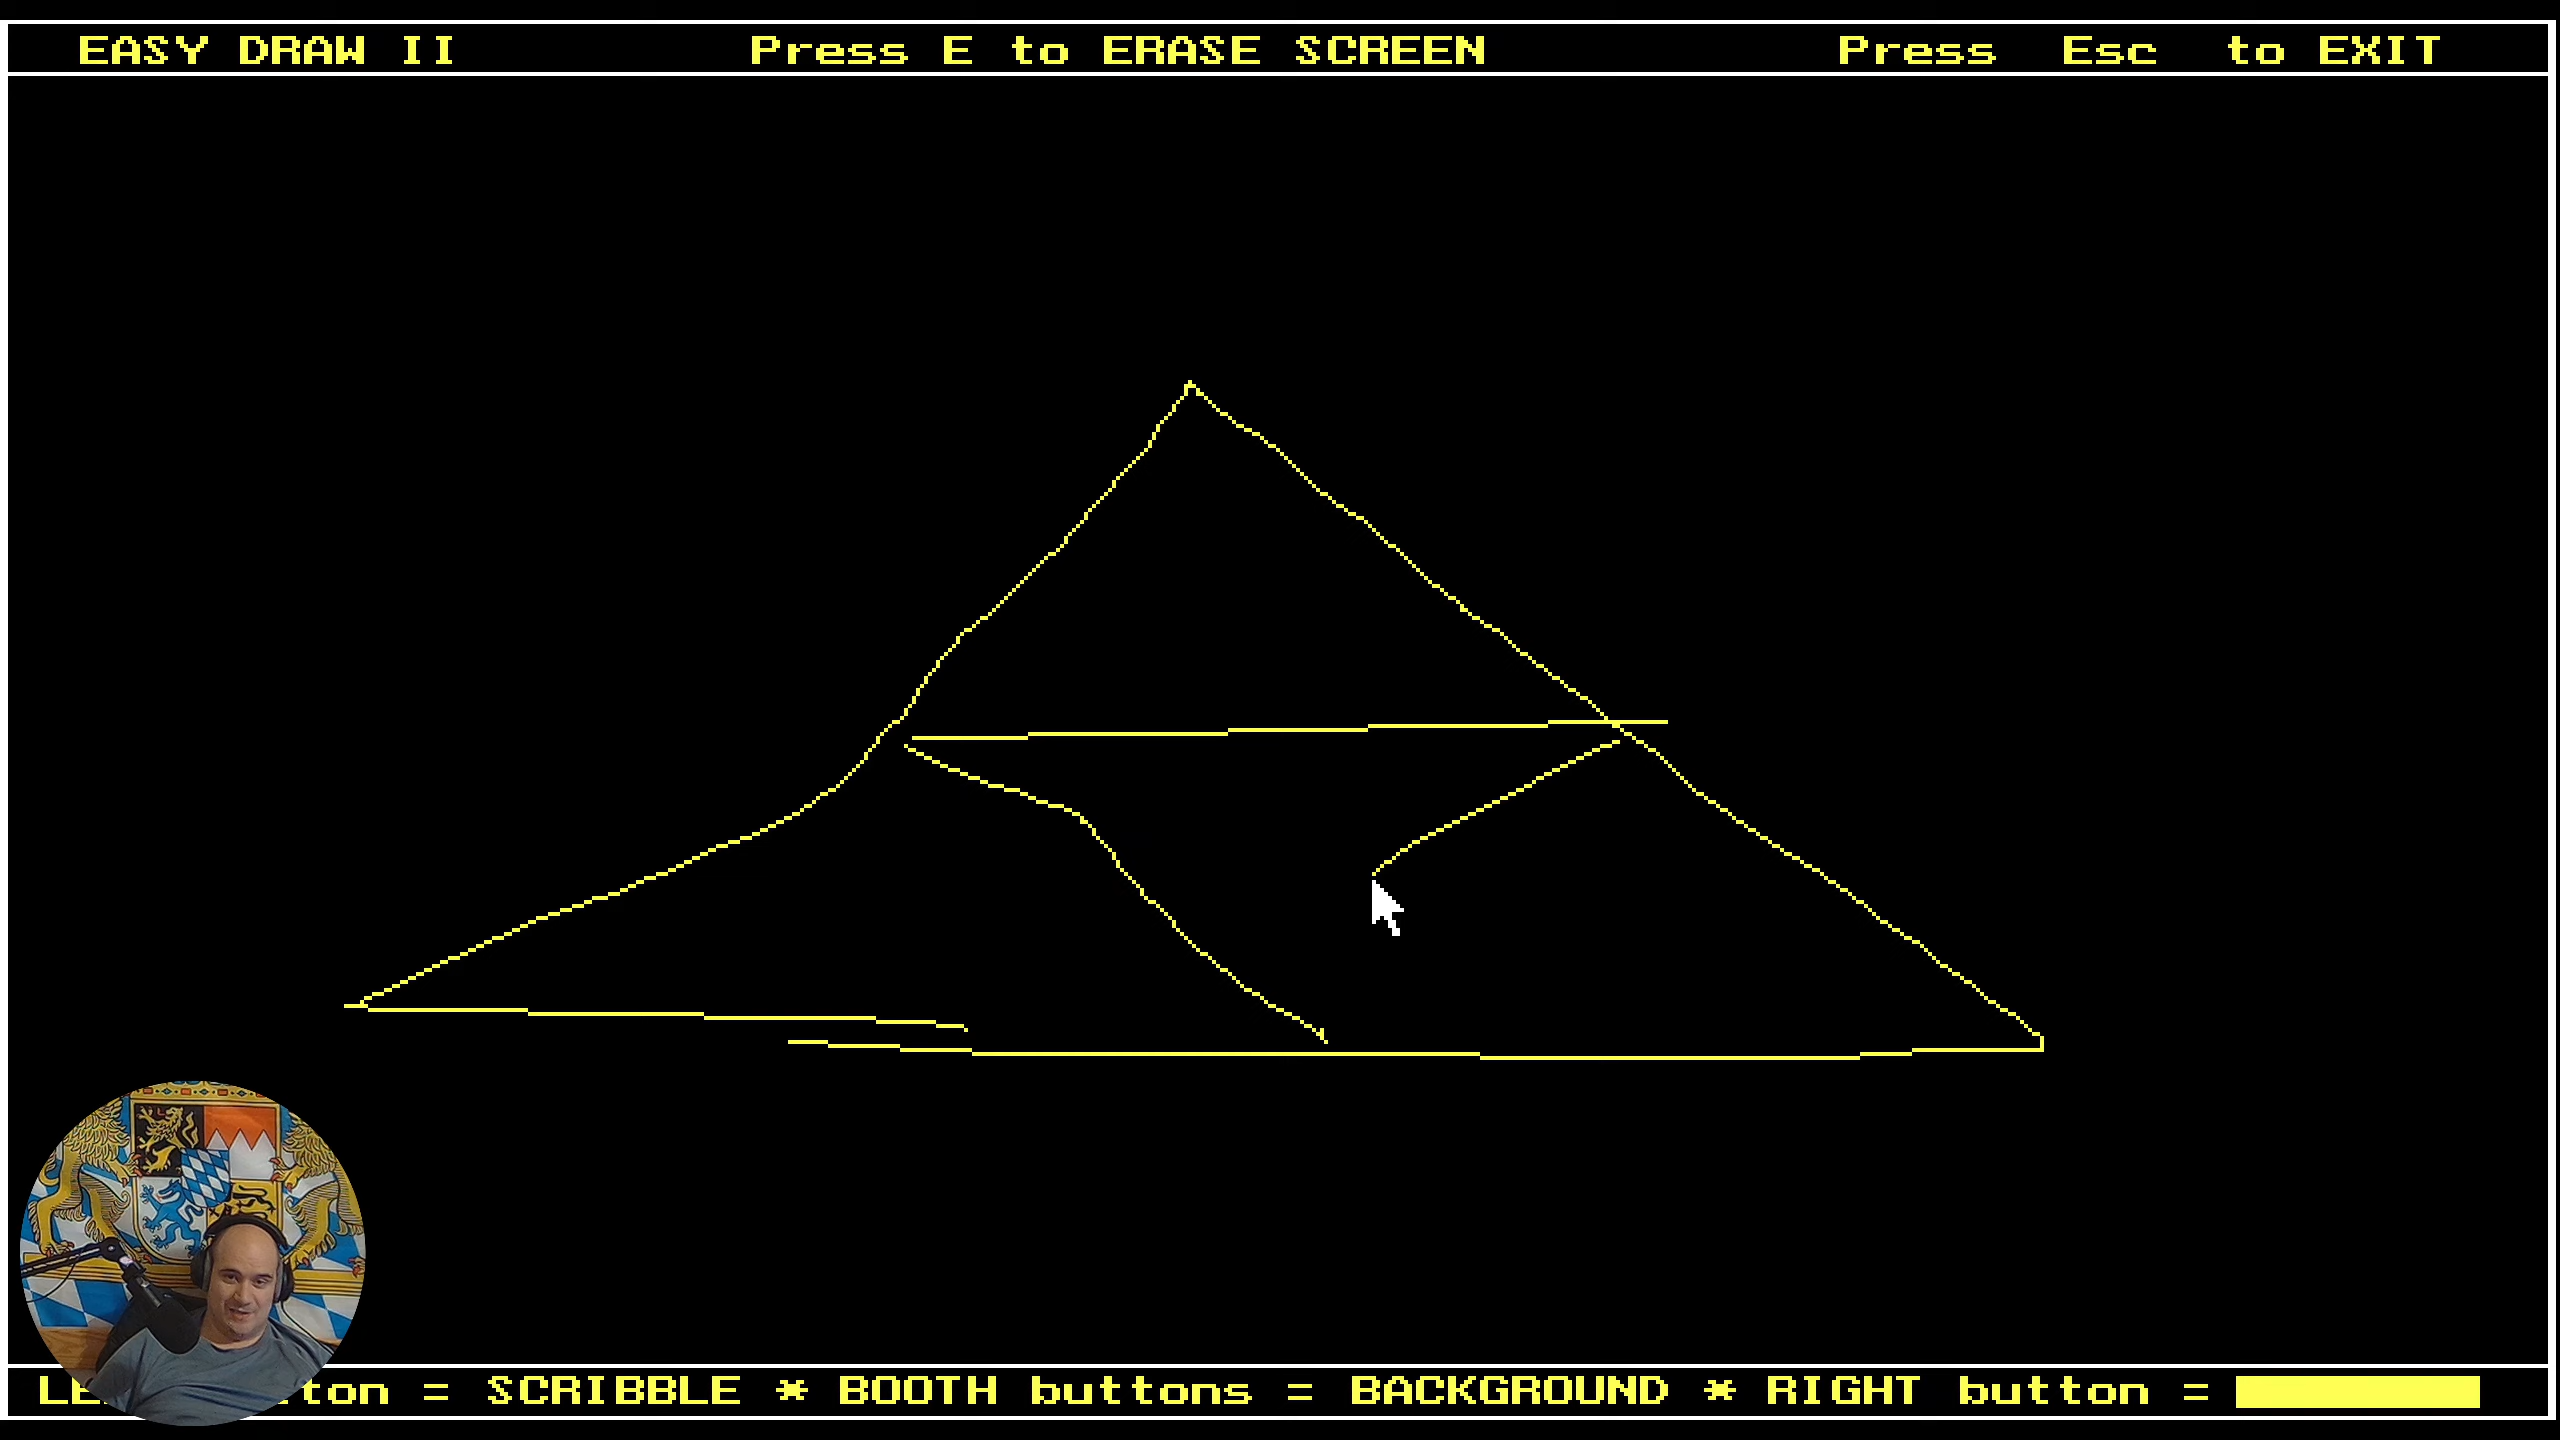 EASY DRAW II Press E to ERASE SCREEN Press Esc to EXIT
ton = SCRIBBLE * BOOTH buttons = BACKGROUND * RIGHT button =